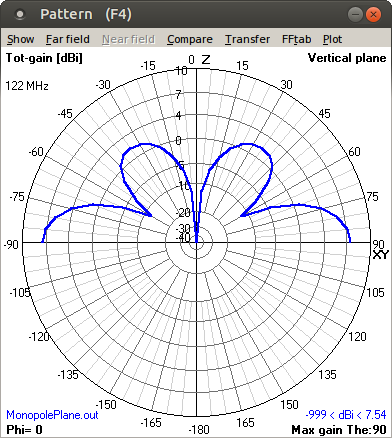 Pattern (F4)
Show Far field Near field Compare Transfer FFtab Plot
Tot-gain [dBi] Vertical plane
122 MHz
-15 0 Z 15
-30 30
-45 45
-60 60
-75 75
-90 90
XY
-105 105
-120 120
-135 135
-150 150
-165 165
-180
10
7
4
0
-5
-10
-20
-30
-40
MonopolePlane.out -999 < dBi < 7.54
Phi= 0 Max gain The:90